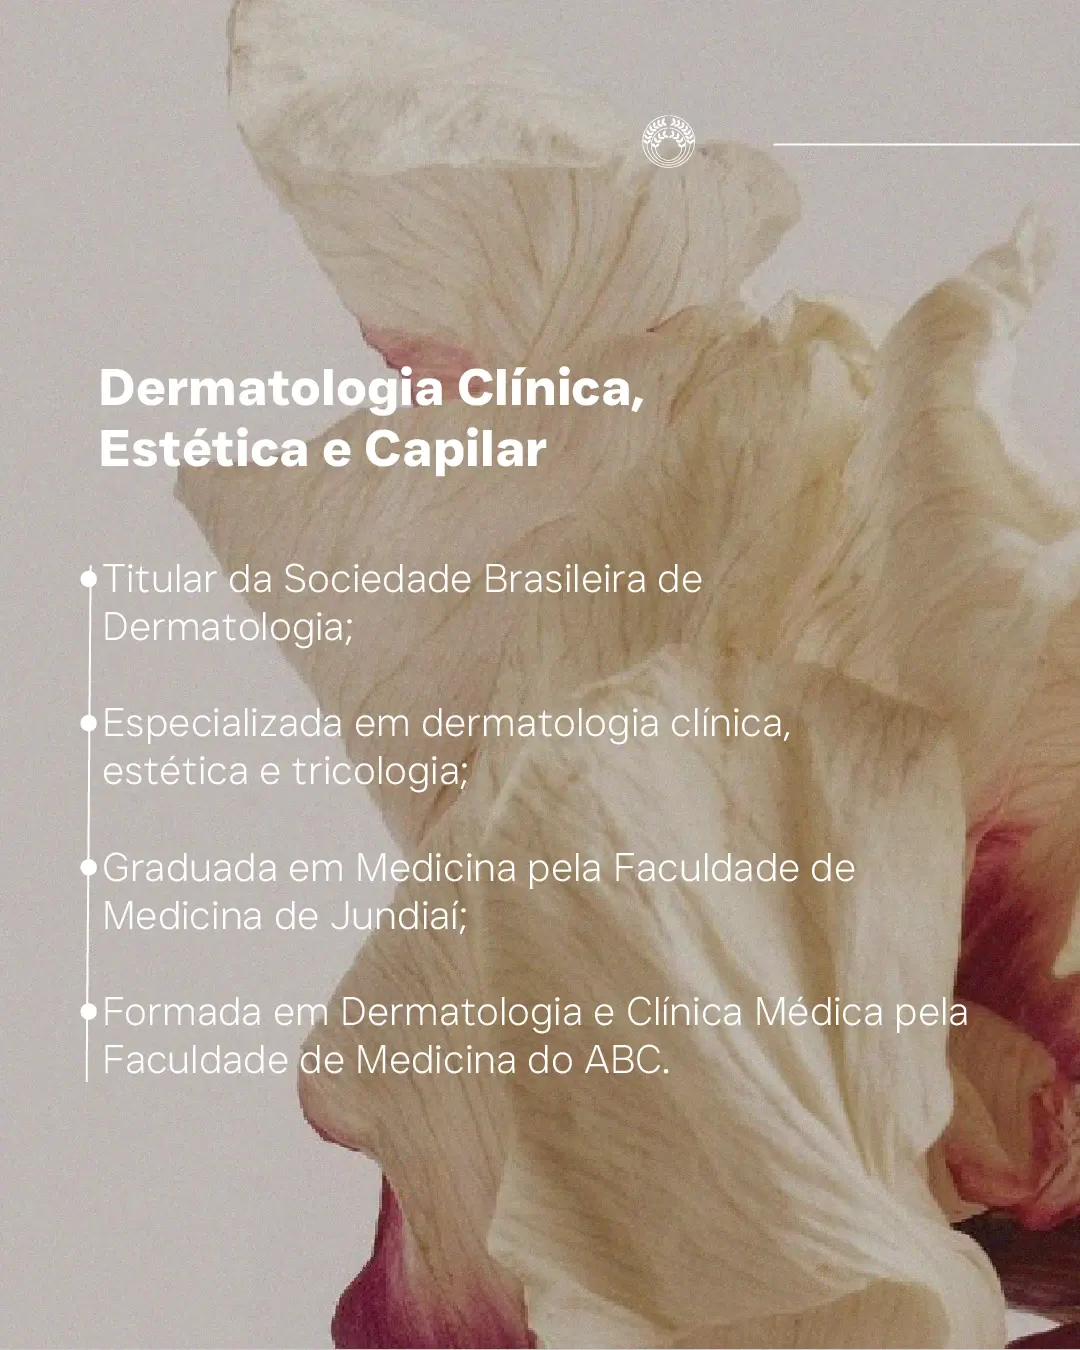 Dermatologia Clínica,
Estética e Capilar
Titular da Sociedade Brasileira de
Dermatologia;
Especializada em dermatologia clínica,
estética e tricologia;
Graduada em Medicina pela Faculdade de
Medicina de Jundiaí;
Formada em Dermatologia e Clínica Médica pela
Faculdade de Medicina do ABC.